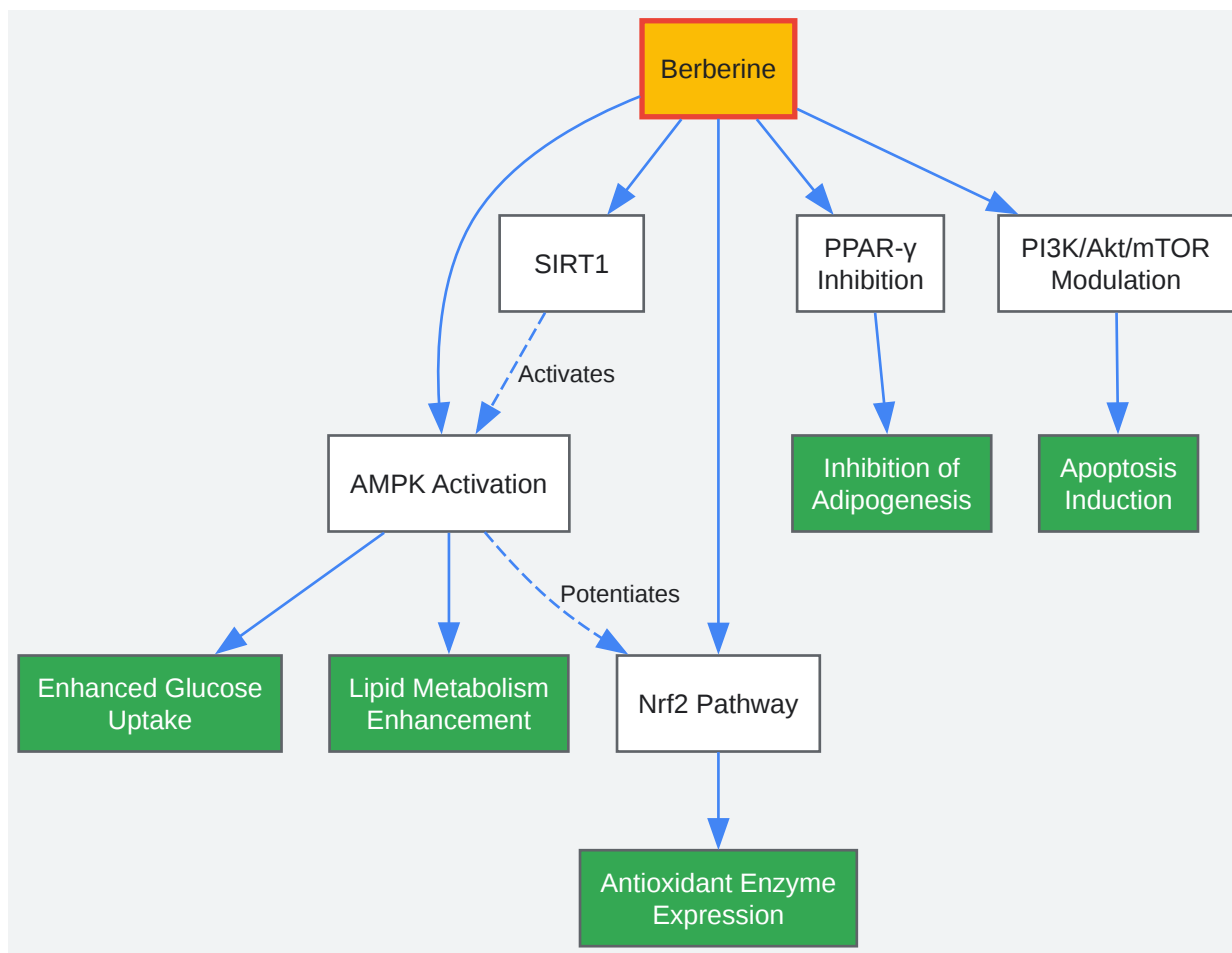 Berberine
SIRT1
PPAR-γ
Inhibition
PI3K/Akt/mTOR
Modulation
Activates
AMPK Activation
Inhibition of
Adipogenesis
Apoptosis
Induction
Potentiates
Enhanced Glucose
Uptake
Lipid Metabolism
Enhancement
Nrf2 Pathway
Antioxidant Enzyme
Expression